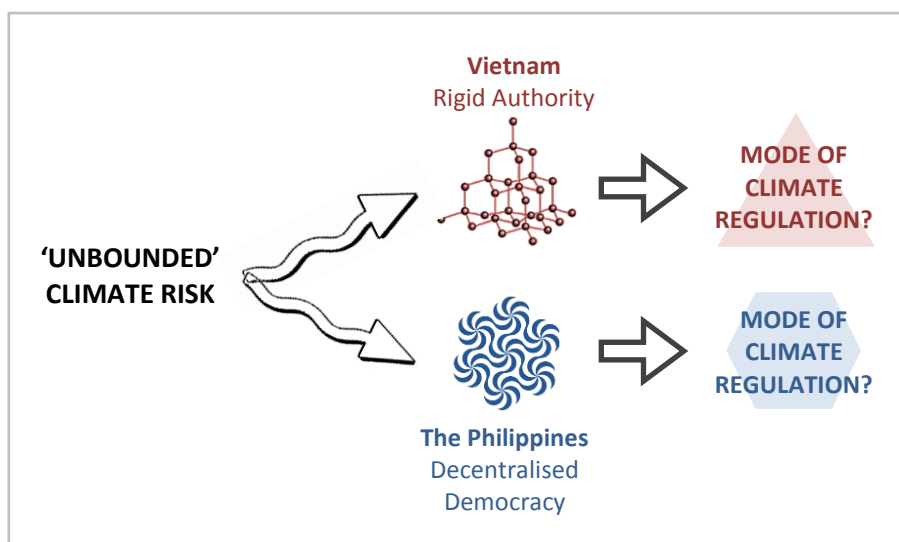 ‘UNBOUNDED’
CLIMATE RISK
Vietnam
Rigid Authority
MODE OF
CLIMATE
REGULATION?
The Philippines
Decentralised
Democracy
MODE OF
CLIMATE
REGULATION?